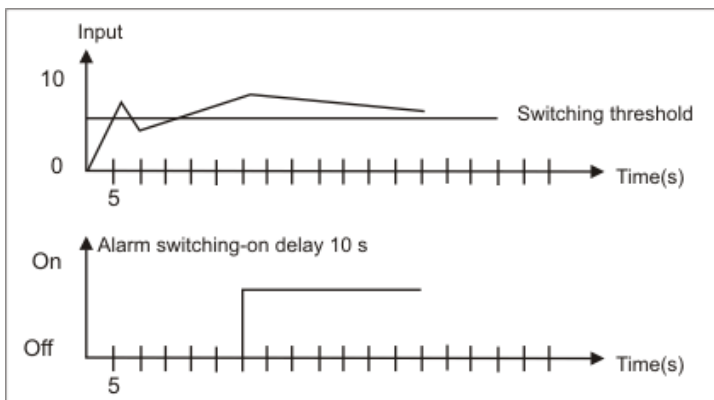 Input
10
Switching threshold
0
Time(s)
5
Alarm switching-on delay 10 s
On
Off
Time(s)
5